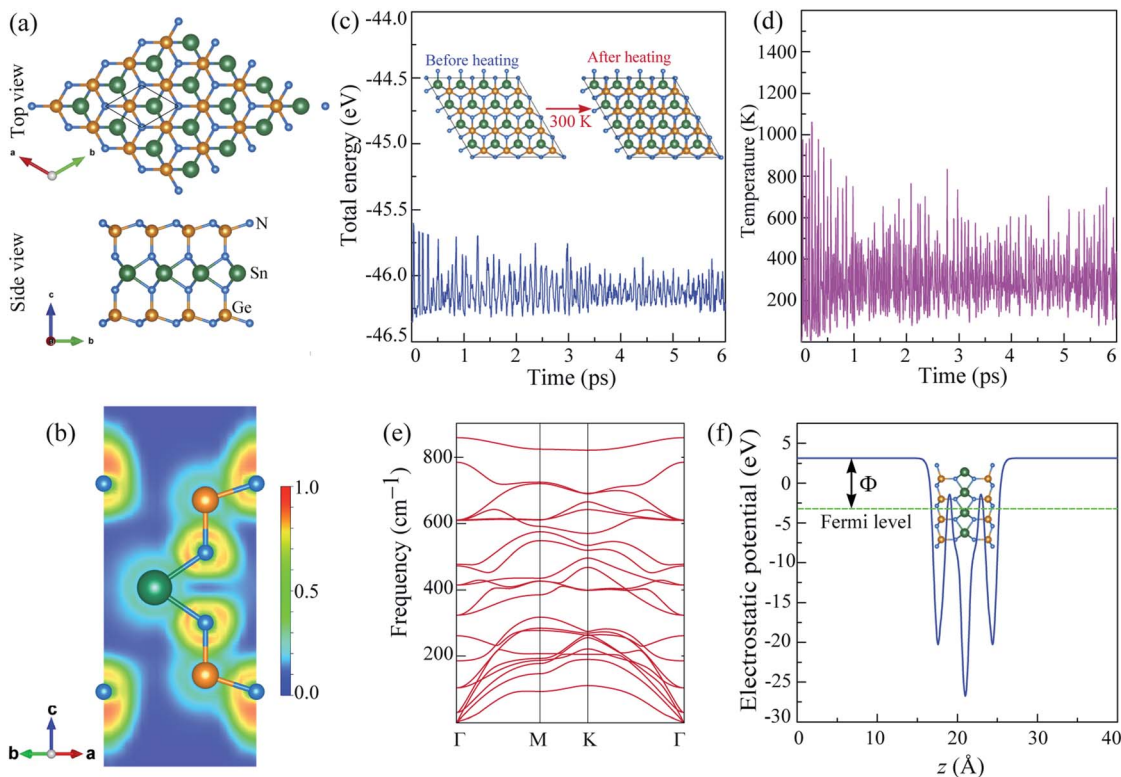 (a)
Top view
a
b
Side view
N
Sn
Ge
c
b
(c)
Total energy (eV)
-44.0
-44.5
-45.0
-45.5
-46.0
-46.5
Before heating
After heating
300 K
0 1 2 3 4 5 6
Time (ps)
(d)
Temperature (K)
1400
1200
1000
800
600
400
200
0 1 2 3 4 5 6
Time (ps)
(b)
1.0
0.5
0.0
c
b a
(e)
Frequency (cm⁻¹)
800
600
400
200
Γ M K Γ
(f)
Electrostatic potential (eV)
5
0
-5
-10
-15
-20
-25
-30
Φ
Fermi level
0 10 20 30 40
z (Å)